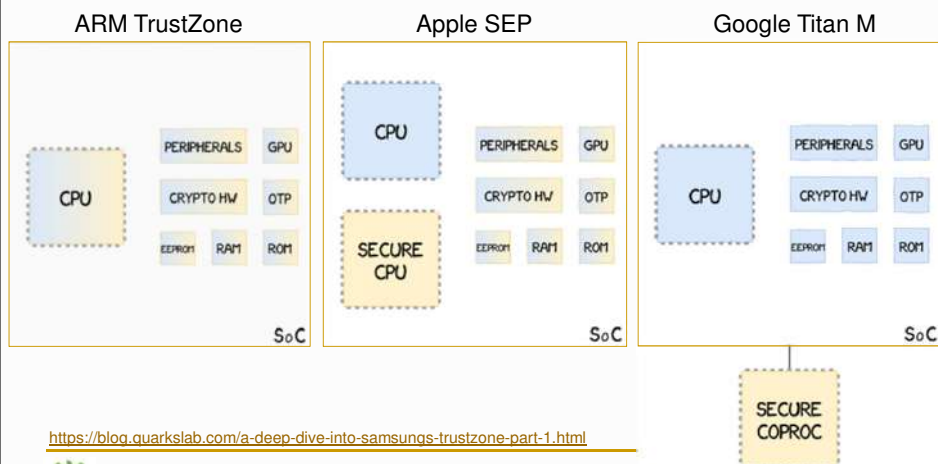 ARM TrustZone
CPU
PERIPHERALS GPU
CRYPTO HW OTP
EEPROM RAM ROM
SoC
Apple SEP
CPU
SECURE
CPU
PERIPHERALS GPU
CRYPTO HW OTP
EEPROM RAM ROM
SoC
Google Titan M
CPU
PERIPHERALS GPU
CRYPTO HW OTP
EEPROM RAM ROM
SoC
SECURE
COPROC
https://blog.quarkslab.com/a-deep-dive-into-samsungs-trustzone-part-1.html